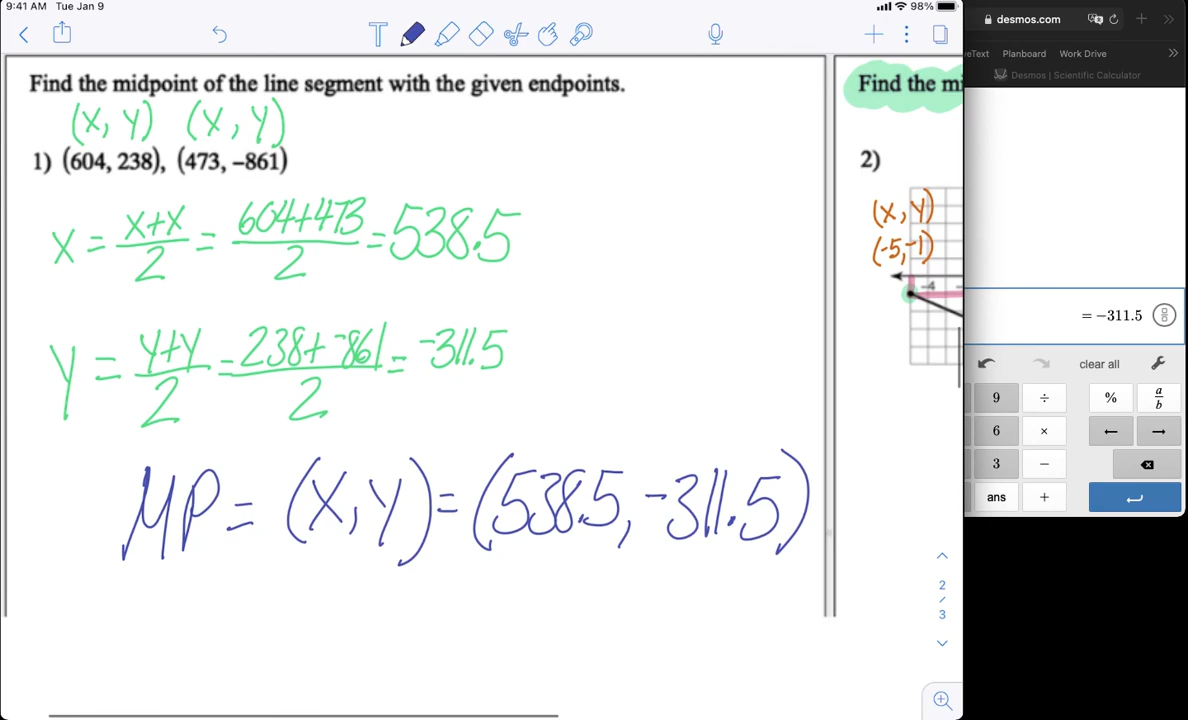 9:41 AM Tue Jan 9
98%
desmos.com
Find the midpoint of the line segment with the given endpoints.
(X, Y) (X, Y)
1) (604, 238), (473, −861)
X = X+X/2 = 604+473/2 = 538.5
Y = Y+Y/2 = 238+ -861/2 = -311.5
MP = (X, Y) = (538.5, -311.5)
Find the mi
2)
(X, Y)
(-5, -1)
−4
2
/
3
eText Planboard Work Drive
Desmos | Scientific Calculator
= −311.5
clear all
9 ÷ % a/b
6 × ← →
3 −
ans +